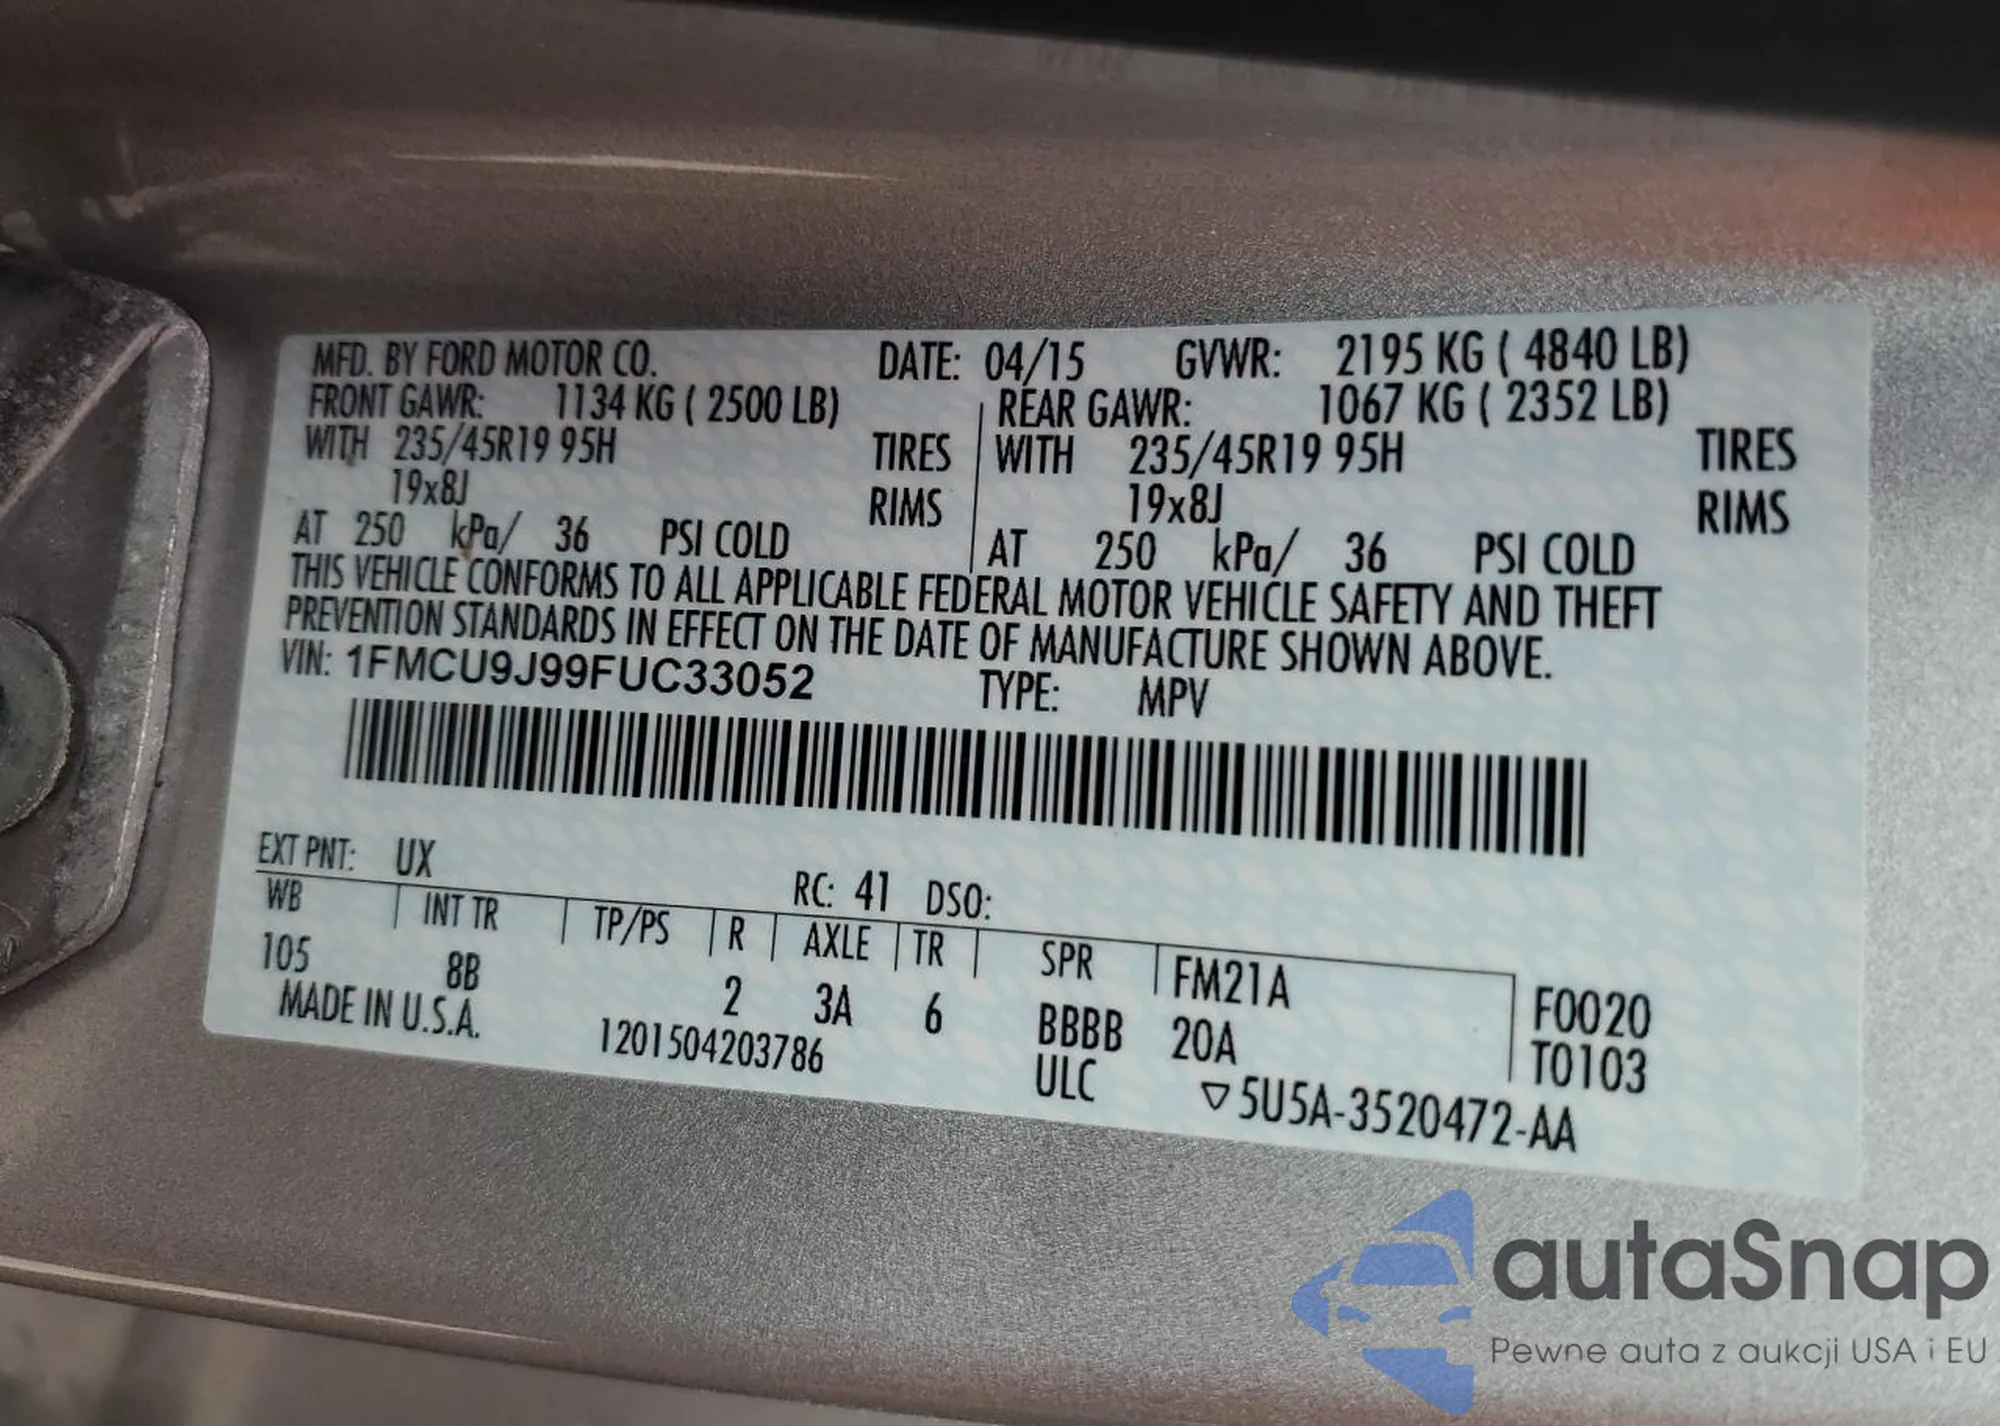 MFD. BY FORD MOTOR CO. DATE: 04/15 GVWR: 2195 KG ( 4840 LB)
FRONT GAWR: 1134 KG ( 2500 LB) REAR GAWR: 1067 KG ( 2352 LB)
WITH 235/45R19 95H TIRES WITH 235/45R19 95H TIRES
19x8J RIMS 19x8J RIMS
AT 250 kPa/ 36 PSI COLD AT 250 kPa/ 36 PSI COLD
THIS VEHICLE CONFORMS TO ALL APPLICABLE FEDERAL MOTOR VEHICLE SAFETY AND THEFT
PREVENTION STANDARDS IN EFFECT ON THE DATE OF MANUFACTURE SHOWN ABOVE.
VIN: 1FMCU9J99FUC33052 TYPE: MPV
EXT PNT: UX RC: 41 DSO:
WB INT TR TP/PS R AXLE TR SPR FM21A F0020
105 8B 2 3A 6 BBBB 20A T0103
MADE IN U.S.A. 1201504203786 ULC ▽5U5A-3520472-AA
autaSnap
Pewne auta z aukcji USA i EU